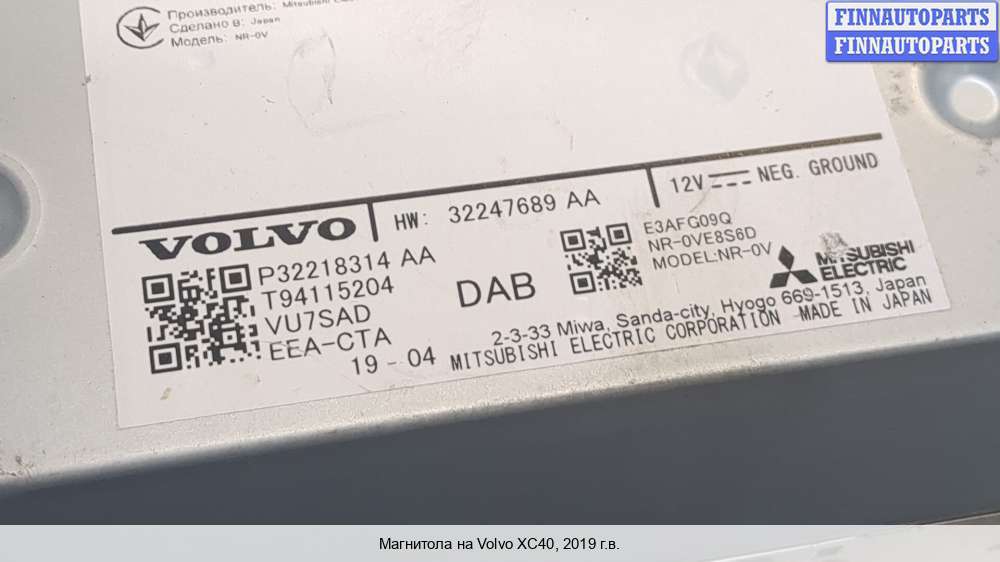 Производитель: Mitsubishi
Сделано в: Japan
Модель: NR-0V
FINNAUTOPARTS
FINNAUTOPARTS
VOLVO
HW: 32247689 AA
12V NEG. GROUND
P32218314 AA
T94115204
VU7SAD
EEA-CTA
19-04
DAB
E3AFG09Q
NR-0VE8S6D
MODEL:NR-0V
MITSUBISHI
ELECTRIC
2-3-33 Miwa, Sanda-city, Hyogo 669-1513, Japan
MITSUBISHI ELECTRIC CORPORATION MADE IN JAPAN
Магнитола на Volvo XC40, 2019 г.в.